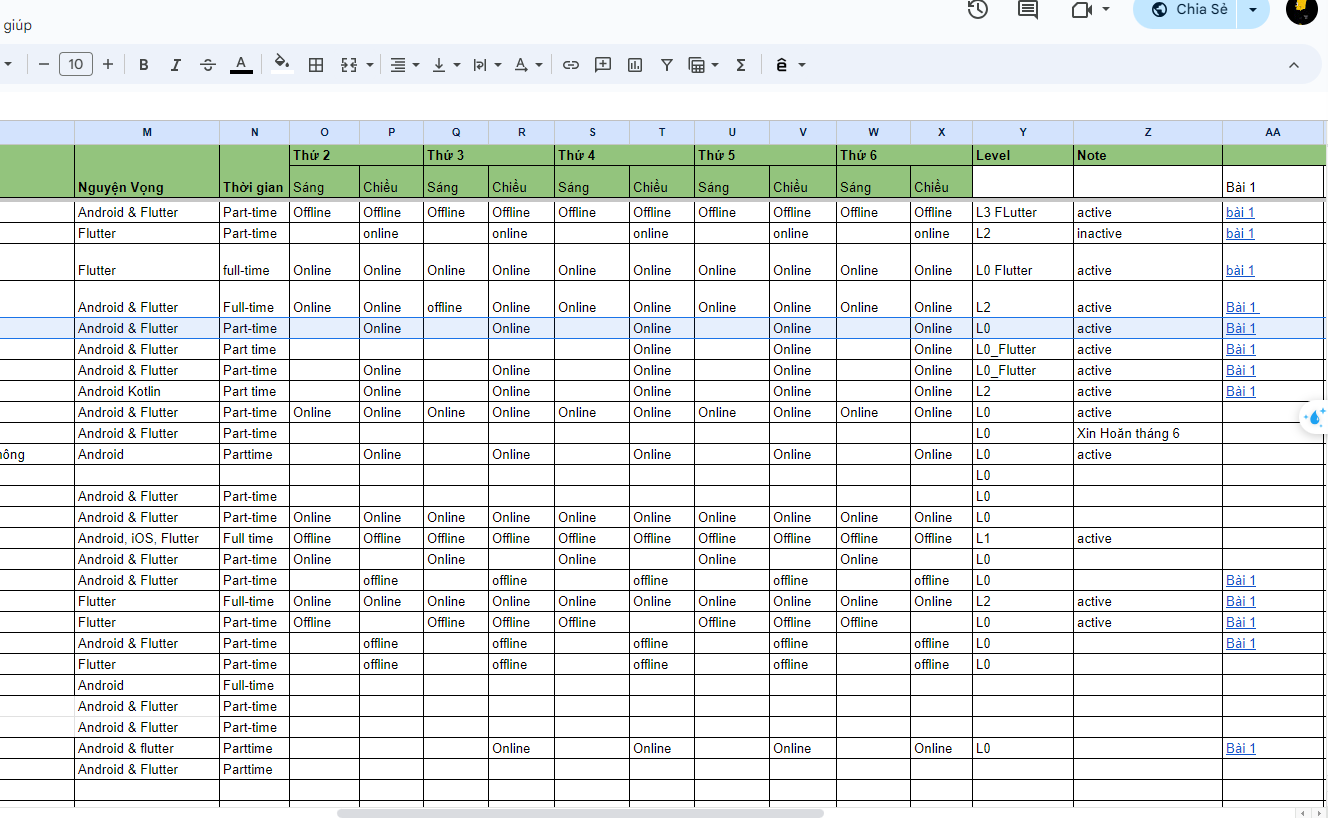 giúp
Chia Sẻ
10 B I A Σ ê
M N O P Q R S T U V W X Y Z AA
Thứ 2 Thứ 3 Thứ 4 Thứ 5 Thứ 6 Level Note
Nguyện Vọng Thời gian Sáng Chiều Sáng Chiều Sáng Chiều Sáng Chiều Sáng Chiều Bài 1
Android & Flutter Part-time Offline Offline Offline Offline Offline Offline Offline Offline Offline Offline L3 FLutter active bài 1
Flutter Part-time online online online online online L2 inactive bài 1
Flutter full-time Online Online Online Online Online Online Online Online Online Online L0 Flutter active bài 1
Android & Flutter Full-time Online Online offline Online Online Online Online Online Online Online L2 active Bài 1
Android & Flutter Part-time Online Online Online Online Online L0 active Bài 1
Android & Flutter Part time Online Online Online L0_Flutter active Bài 1
Android & Flutter Part-time Online Online Online Online Online L0_Flutter active Bài 1
Android Kotlin Part time Online Online Online Online Online L2 active Bài 1
Android & Flutter Part-time Online Online Online Online Online Online Online Online Online Online L0 active
Android & Flutter Part-time L0 Xin Hoãn tháng 6
hông Android Parttime Online Online Online Online Online L0 active
L0
Android & Flutter Part-time L0
Android & Flutter Part-time Online Online Online Online Online Online Online Online Online Online L0
Android, iOS, Flutter Full time Offline Offline Offline Offline Offline Offline Offline Offline Offline Offline L1 active
Android & Flutter Part-time Online Online Online Online Online L0
Android & Flutter Part-time offline offline offline offline offline L0 Bài 1
Flutter Full-time Online Online Online Online Online Online Online Online Online Online L2 active Bài 1
Flutter Part-time Offline Offline Offline Offline Offline Offline Offline L0 active Bài 1
Android & Flutter Part-time offline offline offline offline offline L0 Bài 1
Flutter Part-time offline offline offline offline offline L0
Android Full-time
Android & Flutter Part-time
Android & Flutter Part-time
Android & flutter Parttime Online Online Online Online L0 Bài 1
Android & Flutter Parttime